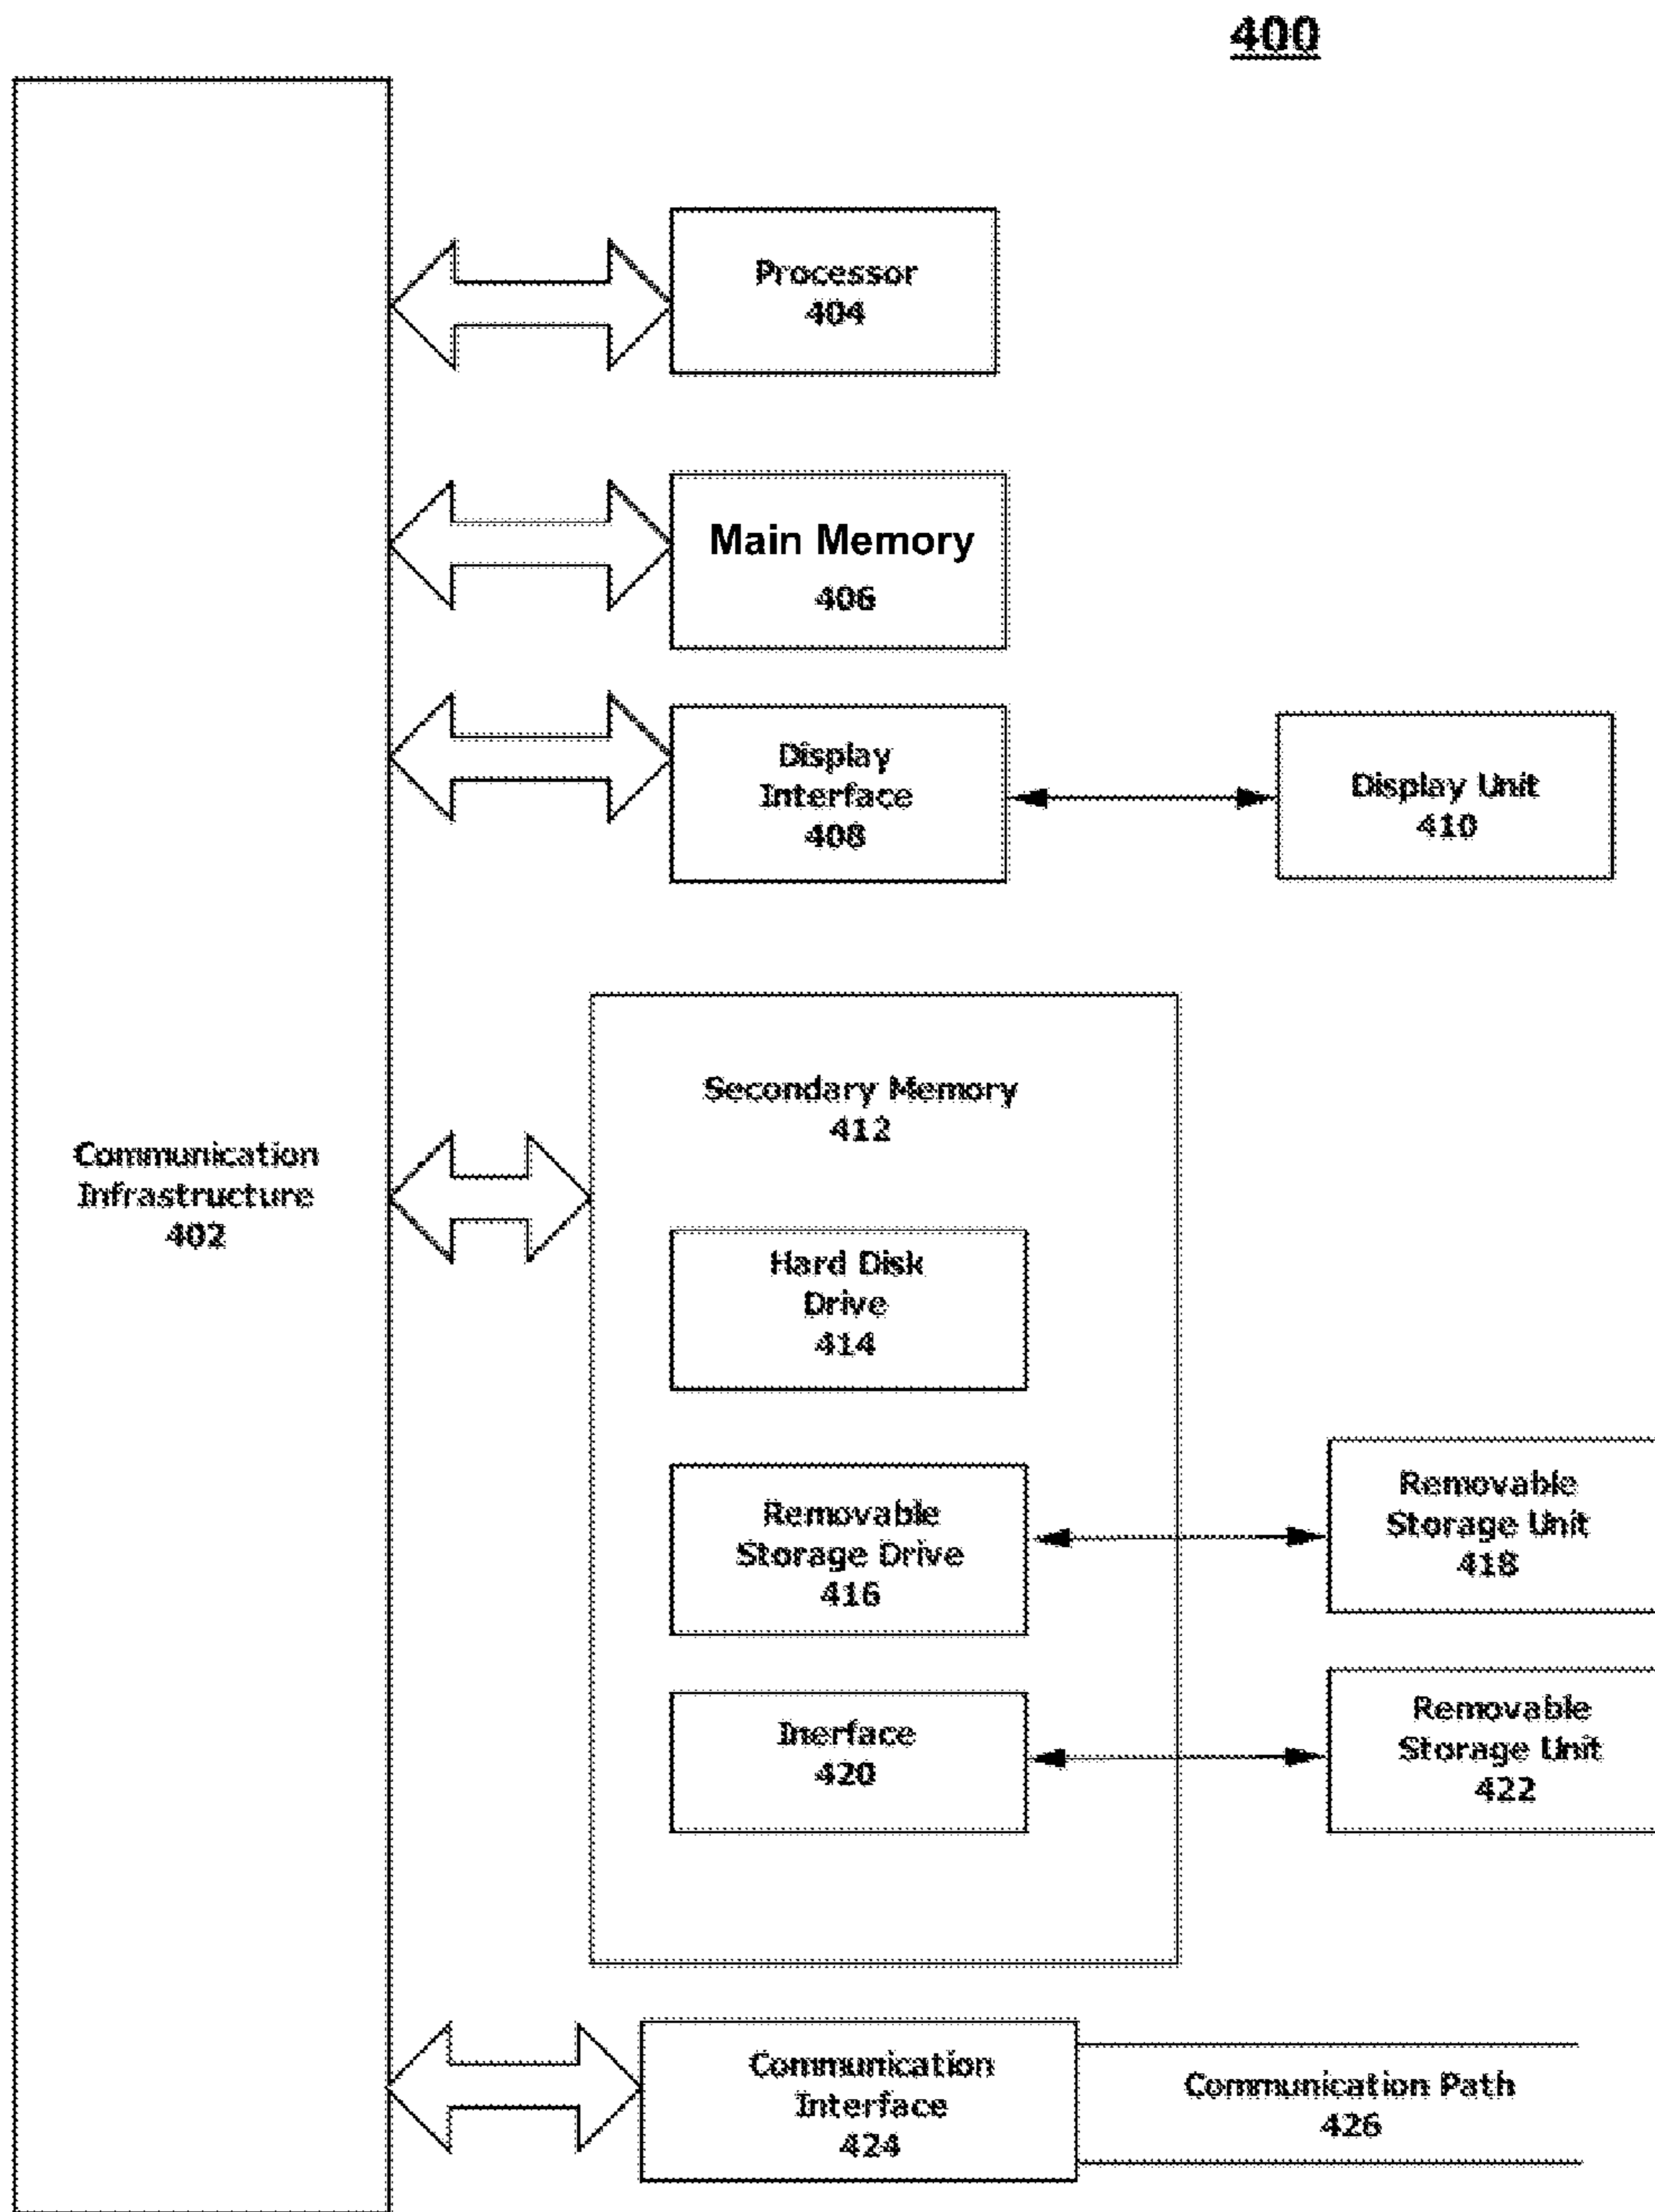 400
Processor
404
Main Memory
406
Display
Interface
408
Display Unit
410
Secondary Memory
412
Communication
Infrastructure
402
Hard Disk
Drive
414
Removable
Storage Drive
416
Removable
Storage Unit
418
Inerface
420
Removable
Storage Unit
422
Communication
Interface
424
Communication Path
426